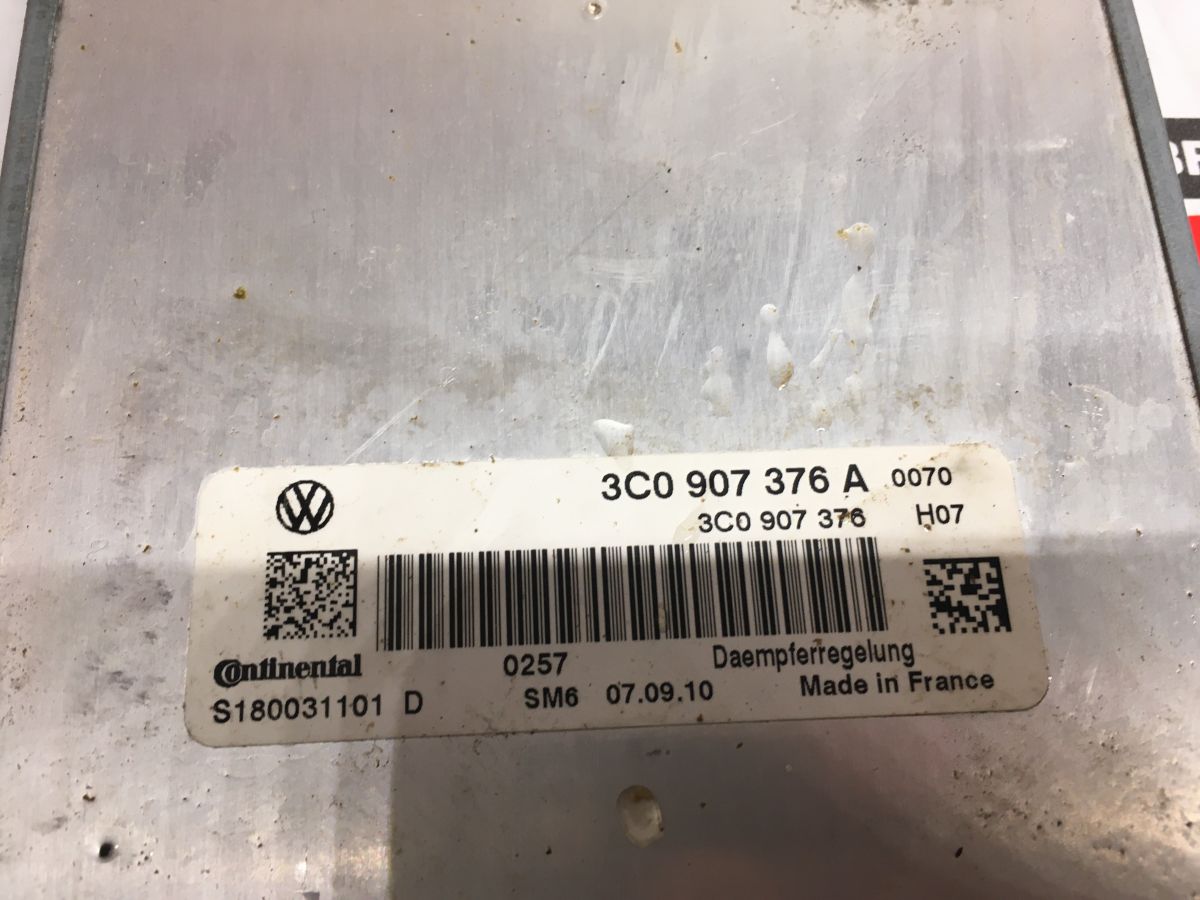 3C0 907 376 A 0070
3C0 907 376 H07
Continental
0257
Daempferregelung
S180031101 D
SM6 07.09.10
Made in France